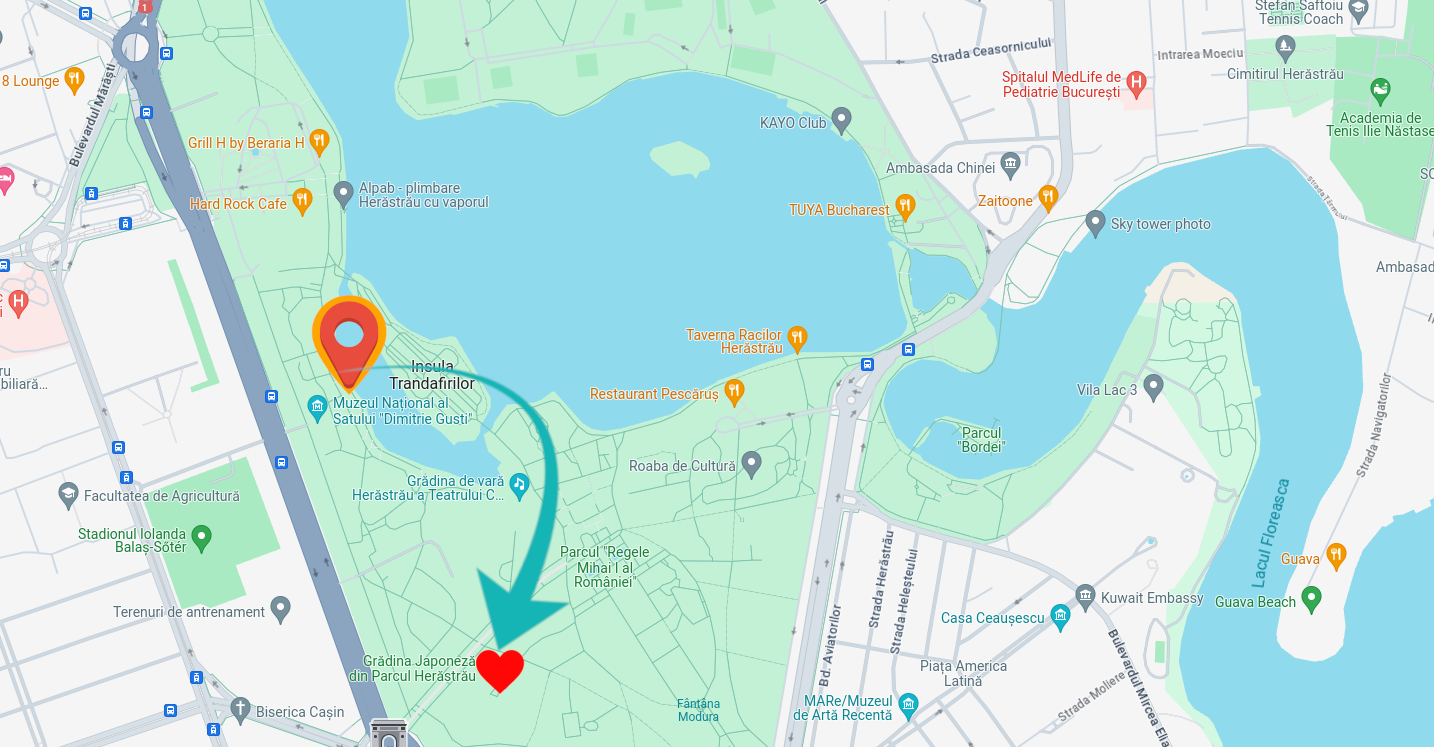 1
Ștefan Saftoiu
Tennis Coach
Strada Ceasornicului
Intrarea Moeciu
Cimitirul Herăstrău
8 Lounge
Bulevardul Mărăști
Spitalul MedLife de
Pediatrie București
Academia de
Tenis Ilie Năstase
KAYO Club
Grill H by Beraria H
Ambasada Chinei
Alpab - plimbare
Herăstrău cu vaporul
Hard Rock Cafe
TUYA Bucharest
Zaitoone
Sky tower photo
Ambasad
Taverna Racilor
Herăstrău
Insula
Trandafirilor
Restaurant Pescăruș
Vila Lac 3
Muzeul Național al
Satului "Dimitrie Gusti"
Parcul
"Bordei"
Strada Navigatorilor
Roaba de Cultură
Grădina de vară
Herăstrău a Teatrului C...
Facultatea de Agricultură
Stadionul Iolanda
Balaș-Sőtér
Lacul Floreasca
Parcul "Regele
Mihai I al
României"
Strada Herăstrău
Strada Heleșteului
Guava
Guava Beach
Terenuri de antrenament
Kuwait Embassy
Casa Ceaușescu
Bd. Aviatorilor
Grădina Japoneză
din Parcul Herăstrău
Piața America
Latină
Bulevardul Mircea Elia
Strada Moliere
Fântâna
Modura
MARe/Muzeul
de Artă Recentă
Biserica Cașin